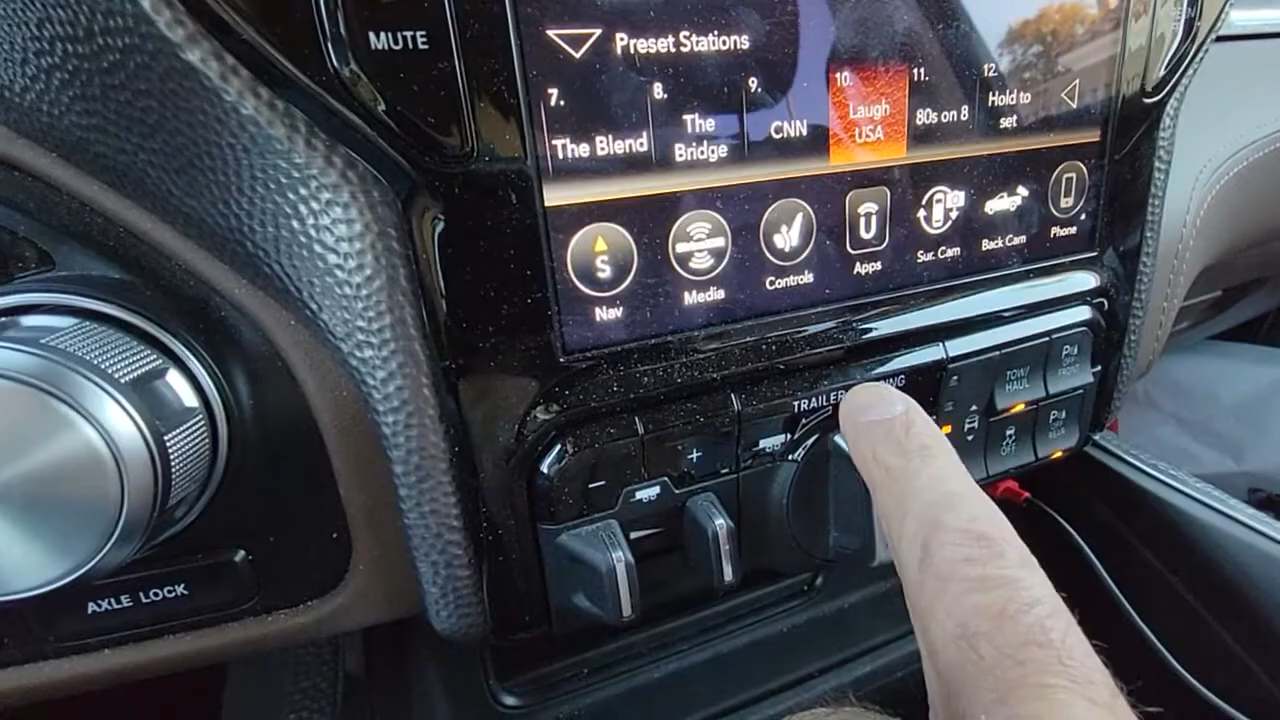 MUTE
Preset Stations
7.
The Blend
8.
The
Bridge
9.
CNN
10.
Laugh
USA
11.
80s on 8
12.
Hold to
set
S
Nav
Media
Controls
Apps
Sur. Cam
Back Cam
Phone
TRAILER
TOW/
HAUL
P
OFF
FRONT
OFF
P
OFF
REAR
− +
AXLE LOCK